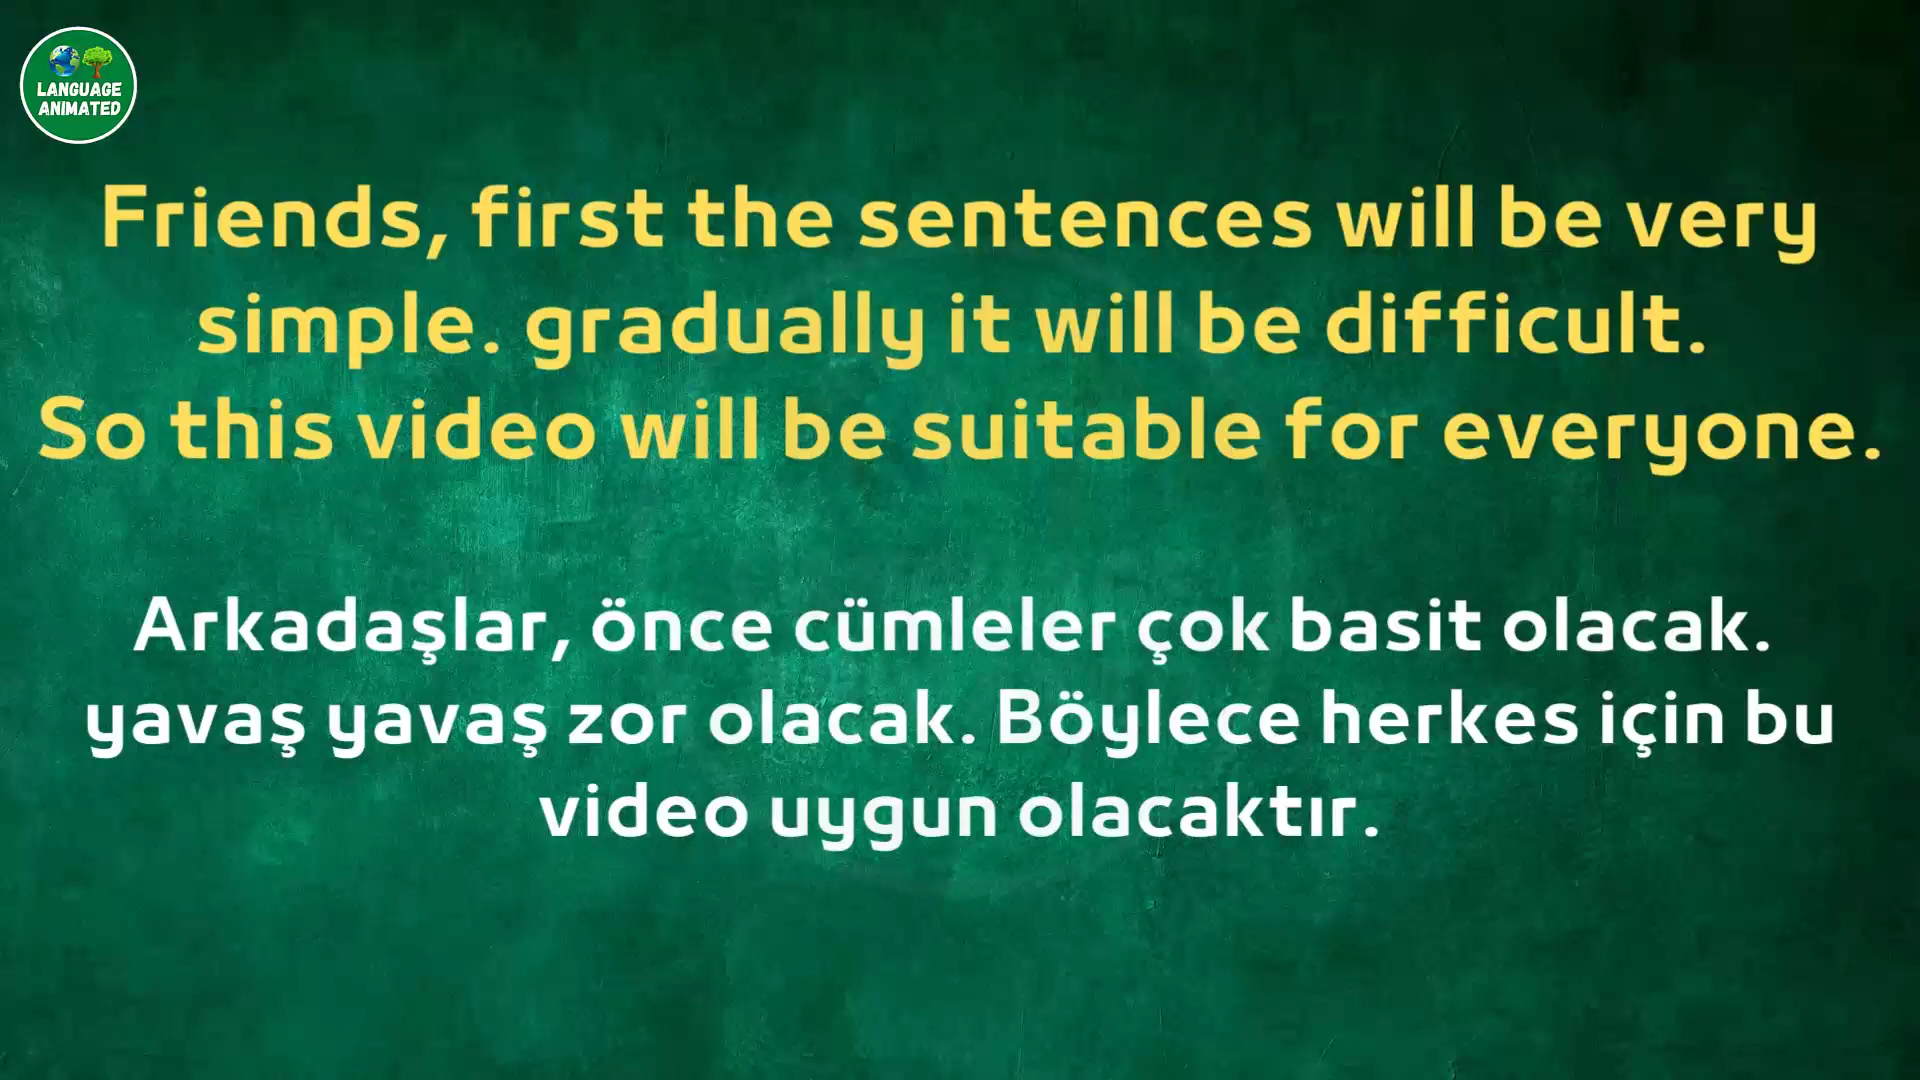 LANGUAGE
ANIMATED
Friends, first the sentences will be very
simple. gradually it will be difficult.
So this video will be suitable for everyone.
Arkadaşlar, önce cümleler çok basit olacak.
yavaş yavaş zor olacak. Böylece herkes için bu
video uygun olacaktır.